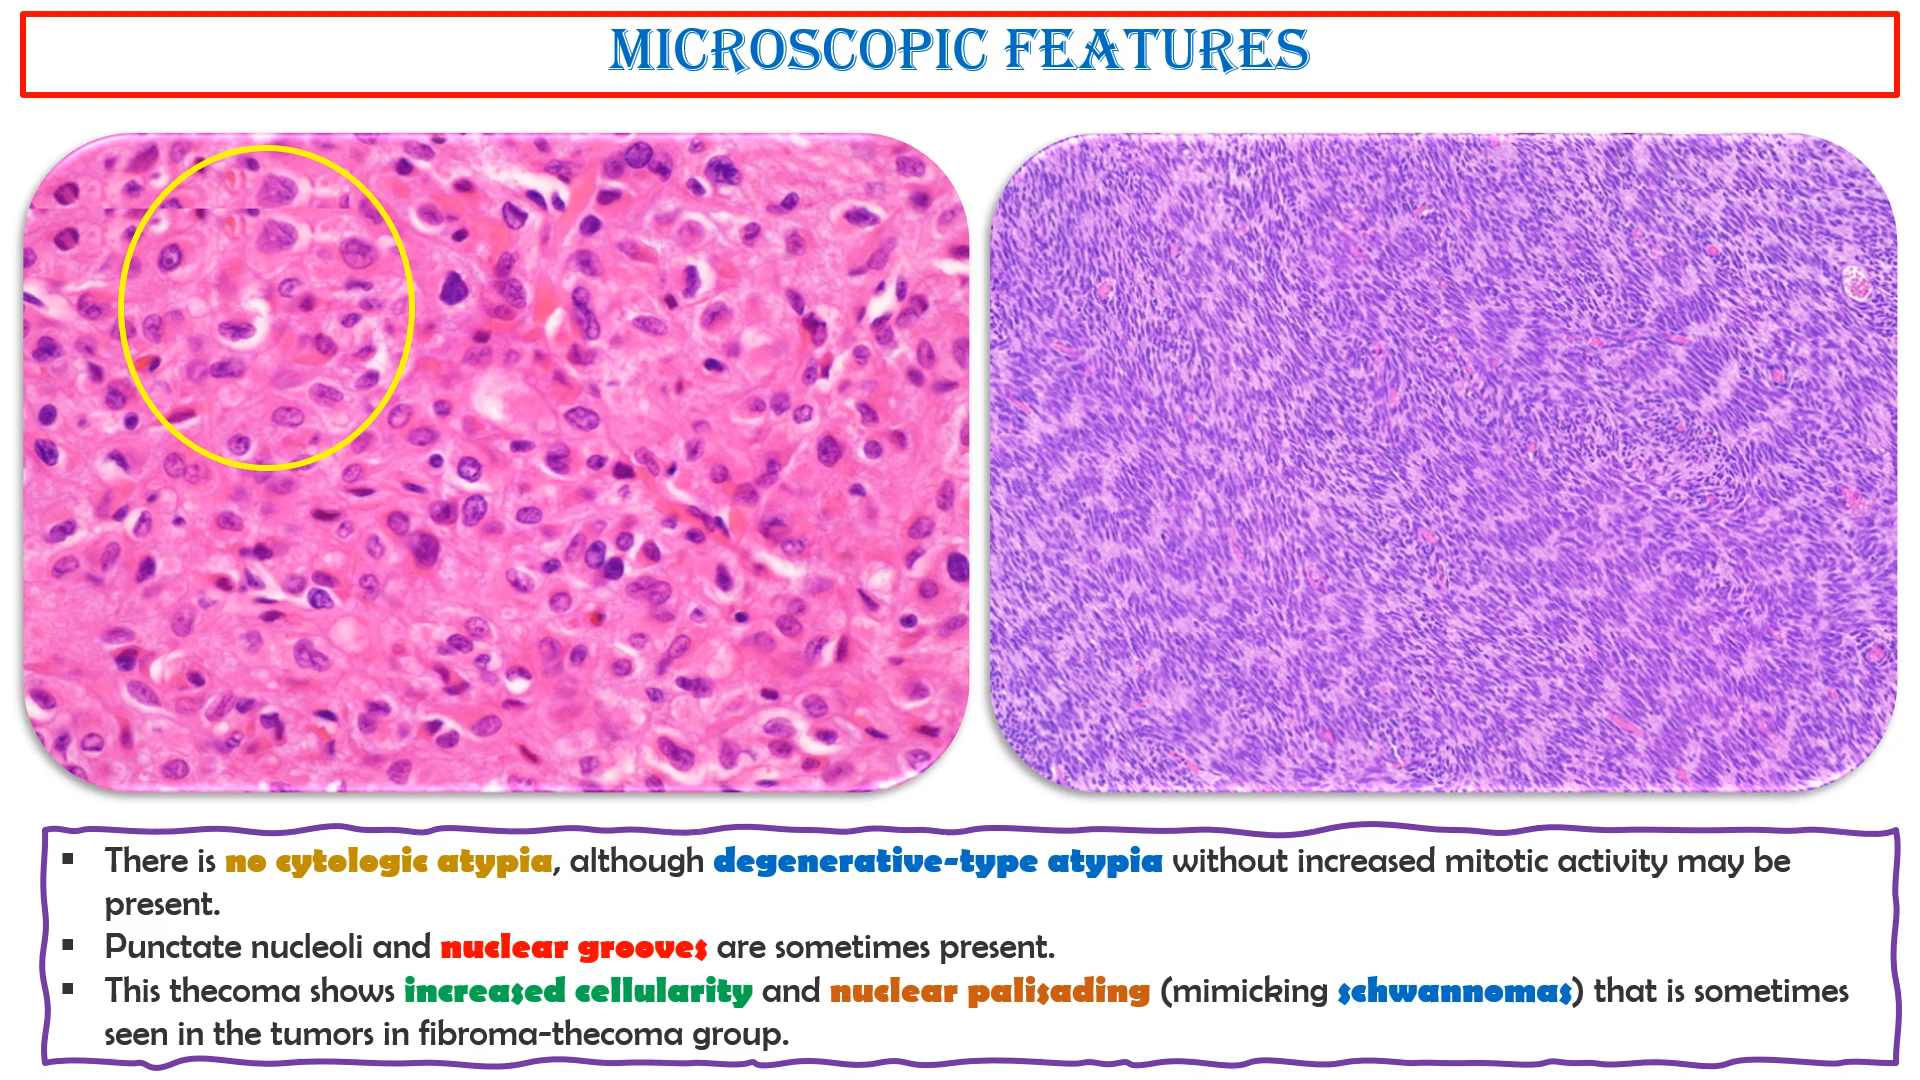 MICROSCOPIC FEATURES
▪ There is no cytologic atypia, although degenerative-type atypia without increased mitotic activity may be
present.
▪ Punctate nucleoli and nuclear grooves are sometimes present.
▪ This thecoma shows increased cellularity and nuclear palisading (mimicking schwannomas) that is sometimes
seen in the tumors in fibroma-thecoma group.